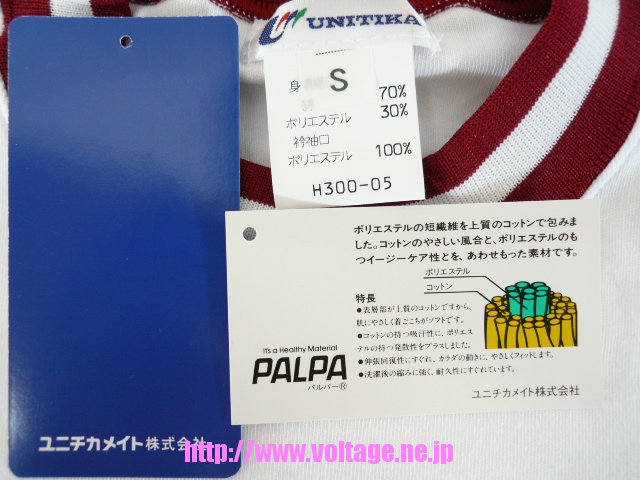 UNITIKA
S
身
70%
ポリエステル 30%
衿袖口
ポリエステル 100%
H300-05
ポリエステルの短繊維を上質のコットンで包みま
した。コットンのやさしい風合と、ポリエステルのも
つイージーケア性とを、あわせもった素材です。
ポリエステル
コットン
特長
●表層部が上質のコットンですから、
肌にやさしく着ごこちがソフトです。
●コットンの持つ吸汗性に、ポリエス
テルの持つ発散性をプラスしました。
●伸張回復性にすぐれ、カラダの動きに、やさしくフィットします。
●洗濯後の縮みに強く、耐久性にすぐれています。
It's a Healthy Material
PALPA
パルパー®
ユニチカメイト株式会社
ユニチカメイト株式会社
http://www.voltage.ne.jp